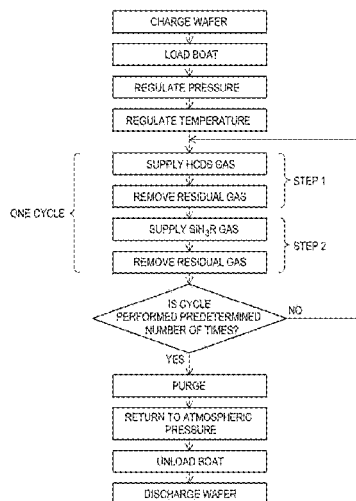 CHARGE WAFER
LOAD BOAT
REGULATE PRESSURE
REGULATE TEMPERATURE
SUPPLY HCDS GAS
STEP 1
REMOVE RESIDUAL GAS
ONE CYCLE
SUPPLY SiH₃R GAS
STEP 2
REMOVE RESIDUAL GAS
IS CYCLE
PERFORMED PREDETERMINED
NUMBER OF TIMES?
NO
YES
PURGE
RETURN TO ATMOSPHERIC
PRESSURE
UNLOAD BOAT
DISCHARGE WAFER